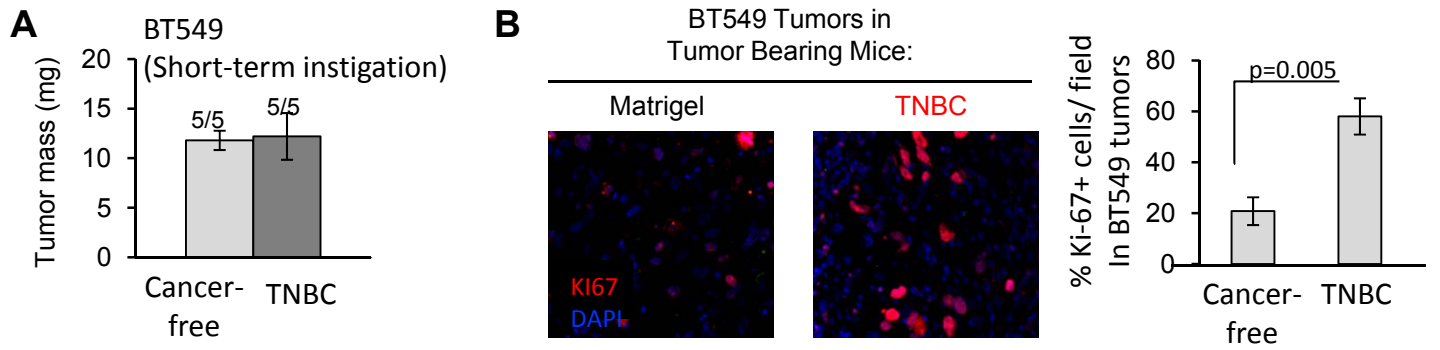 A
BT549
(Short-term instigation)
Tumor mass (mg)
20
15
10
5
0
5/5
5/5
Cancer-
free
TNBC
B
BT549 Tumors in
Tumor Bearing Mice:
Matrigel
TNBC
KI67
DAPI
% Ki-67+ cells/ field
In BT549 tumors
80
60
40
20
0
p=0.005
Cancer-
free
TNBC